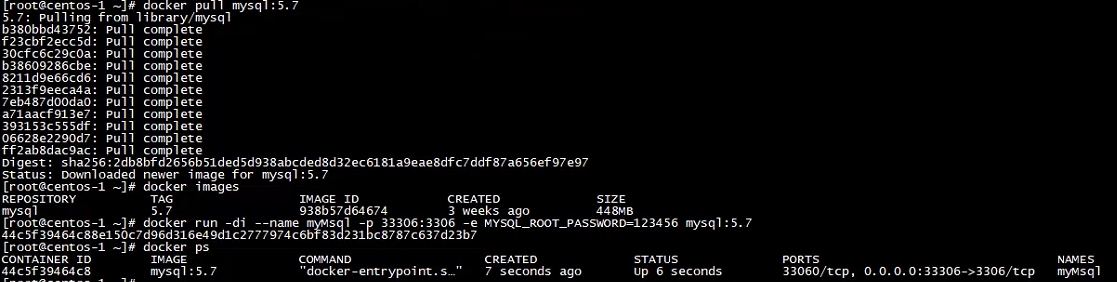 [root@centos-1 ~]# docker pull mysql:5.7
5.7: Pulling from library/mysql
b380bbd43752: Pull complete
f23cbf2ecc5d: Pull complete
30cfc6c29c0a: Pull complete
b38609286cbe: Pull complete
8211d9e66cd6: Pull complete
2313f9eeca4a: Pull complete
7eb487d00da0: Pull complete
a71aacf913e7: Pull complete
393153c555df: Pull complete
06628e2290d7: Pull complete
ff2ab8dac9ac: Pull complete
Digest: sha256:2db8bfd2656b51ded5d938abcded8d32ec6181a9eae8dfc7ddf87a656ef97e97
Status: Downloaded newer image for mysql:5.7
[root@centos-1 ~]# docker images
REPOSITORY TAG IMAGE ID CREATED SIZE
mysql 5.7 938b57d64674 3 weeks ago 448MB
[root@centos-1 ~]# docker run -di --name myMsql -p 33306:3306 -e MYSQL_ROOT_PASSWORD=123456 mysql:5.7
44c5f39464c88e150c7d96d316e49d1c2777974c6bf83d231bc8787c637d23b7
[root@centos-1 ~]# docker ps
CONTAINER ID IMAGE COMMAND CREATED STATUS PORTS NAMES
44c5f39464c8 mysql:5.7 "docker-entrypoint.s…" 7 seconds ago Up 6 seconds 33060/tcp, 0.0.0.0:33306->3306/tcp myMsql
[root@centos-1 ~]#